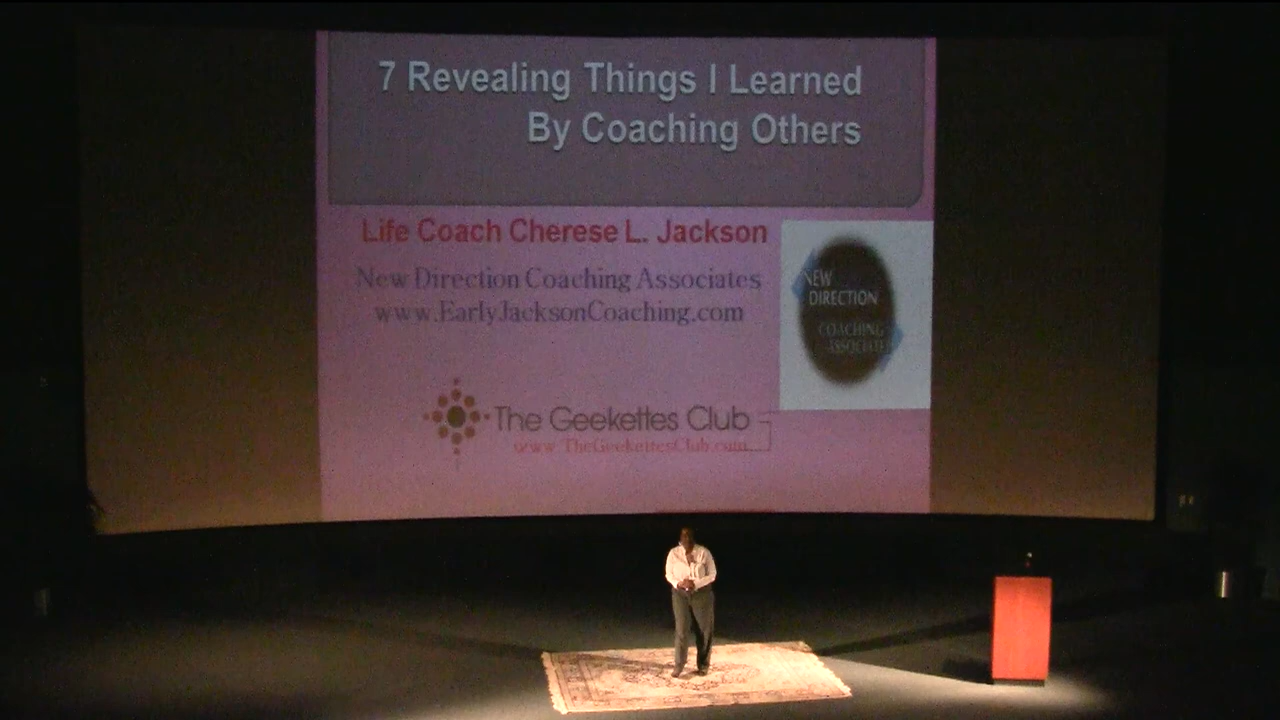 7 Revealing Things I Learned
By Coaching Others
Life Coach Cherese L. Jackson
New Direction Coaching Associates
www.EarlyJacksonCoaching.com
NEW
DIRECTION
COACHING
ASSOCIATES
The Geekettes Club
www.TheGeekettesClub.com